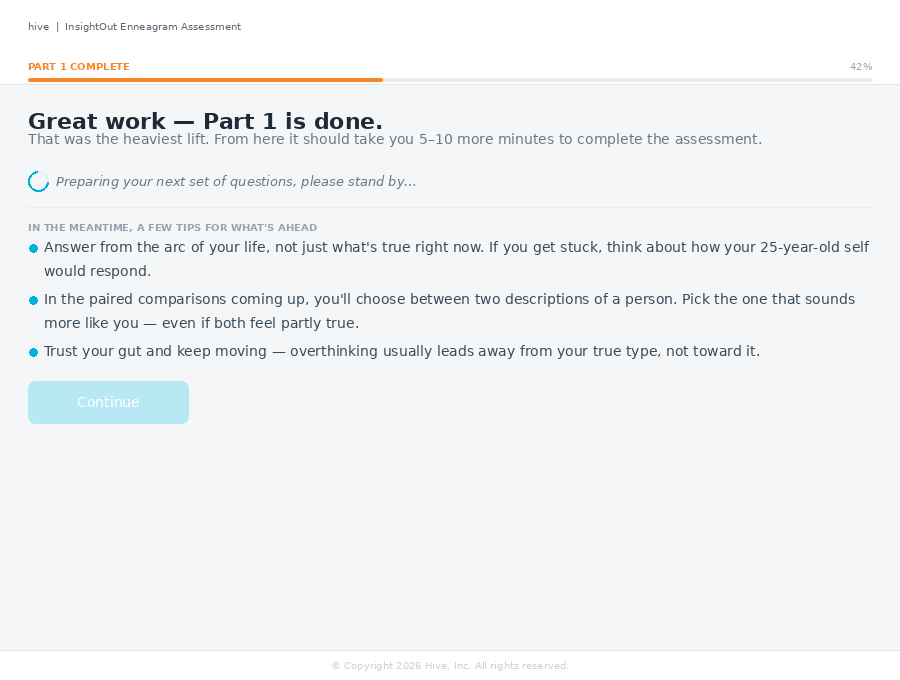 hive | InsightOut Enneagram Assessment
PART 1 COMPLETE
42%
Great work — Part 1 is done.
That was the heaviest lift. From here it should take you 5–10 more minutes to complete the assessment.
Preparing your next set of questions, please stand by...
IN THE MEANTIME, A FEW TIPS FOR WHAT'S AHEAD
Answer from the arc of your life, not just what's true right now. If you get stuck, think about how your 25-year-old self
would respond.
In the paired comparisons coming up, you'll choose between two descriptions of a person. Pick the one that sounds
more like you — even if both feel partly true.
Trust your gut and keep moving — overthinking usually leads away from your true type, not toward it.
Continue
© Copyright 2026 Hive, Inc. All rights reserved.